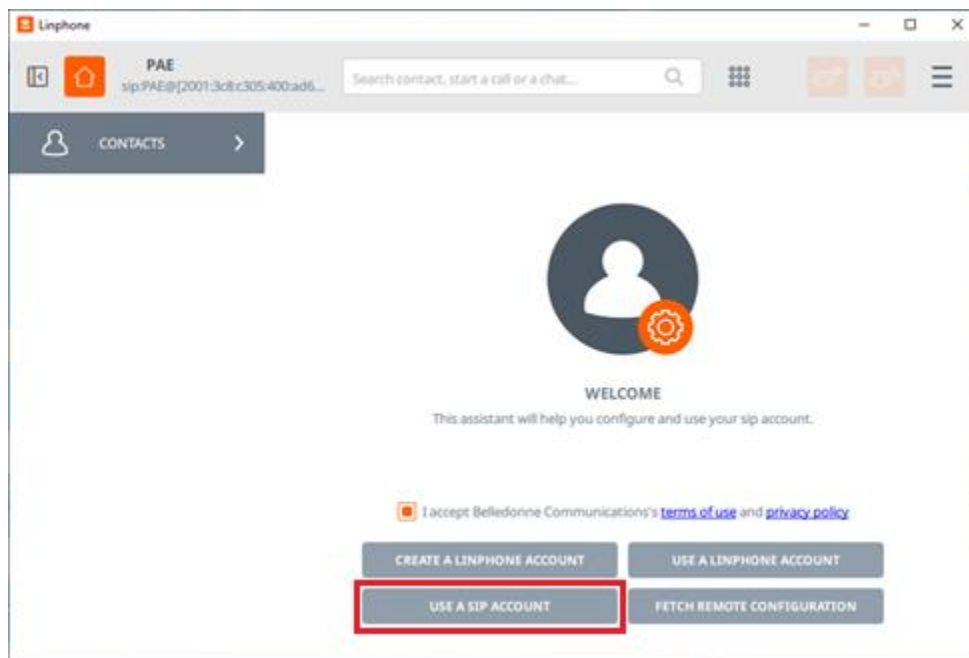 Linphone
PAE
sip:PAE@[2001:3c8:c305:400:ad6...
Search contact, start a call or a chat...
CONTACTS
WELCOME
This assistant will help you configure and use your sip account.
I accept Belledonne Communications's terms of use and privacy policy
CREATE A LINPHONE ACCOUNT
USE A LINPHONE ACCOUNT
USE A SIP ACCOUNT
FETCH REMOTE CONFIGURATION